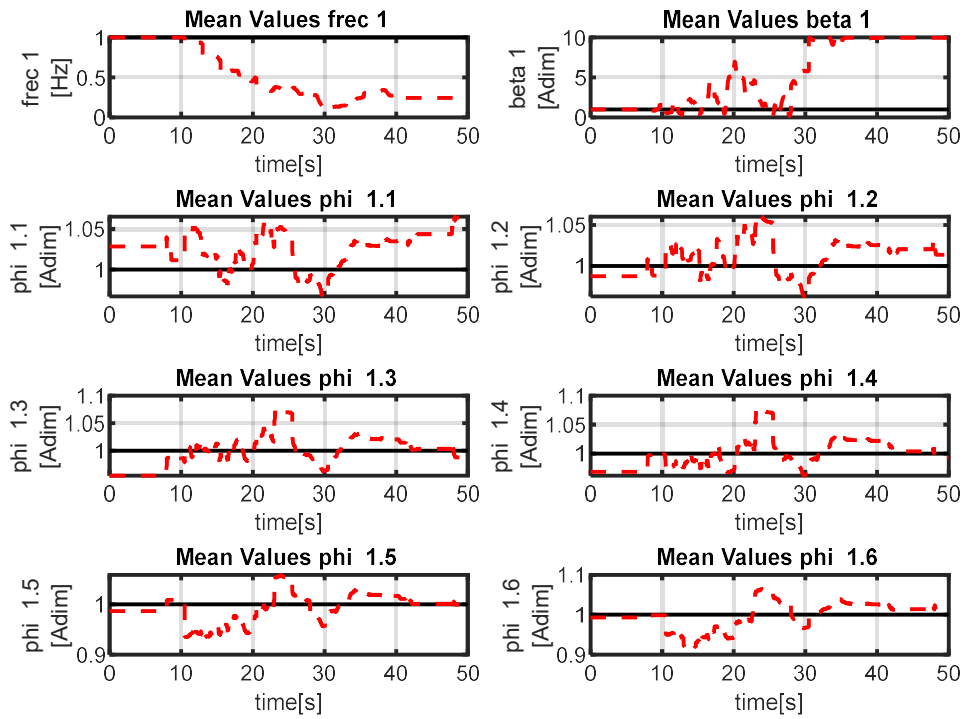 Mean Values frec 1
frec 1
[Hz]
1
0.5
0
0 10 20 30 40 50
time[s]
Mean Values beta 1
beta 1
[Adim]
10
5
0
0 10 20 30 40 50
time[s]
Mean Values phi 1.1
phi 1.1
[Adim]
1.05
1
0 10 20 30 40 50
time[s]
Mean Values phi 1.2
phi 1.2
[Adim]
1.05
1
0 10 20 30 40 50
time[s]
Mean Values phi 1.3
phi 1.3
[Adim]
1.1
1.05
1
0 10 20 30 40 50
time[s]
Mean Values phi 1.4
phi 1.4
[Adim]
1.1
1.05
1
0 10 20 30 40 50
time[s]
Mean Values phi 1.5
phi 1.5
[Adim]
1
0.9
0 10 20 30 40 50
time[s]
Mean Values phi 1.6
phi 1.6
[Adim]
1.1
1
0.9
0 10 20 30 40 50
time[s]